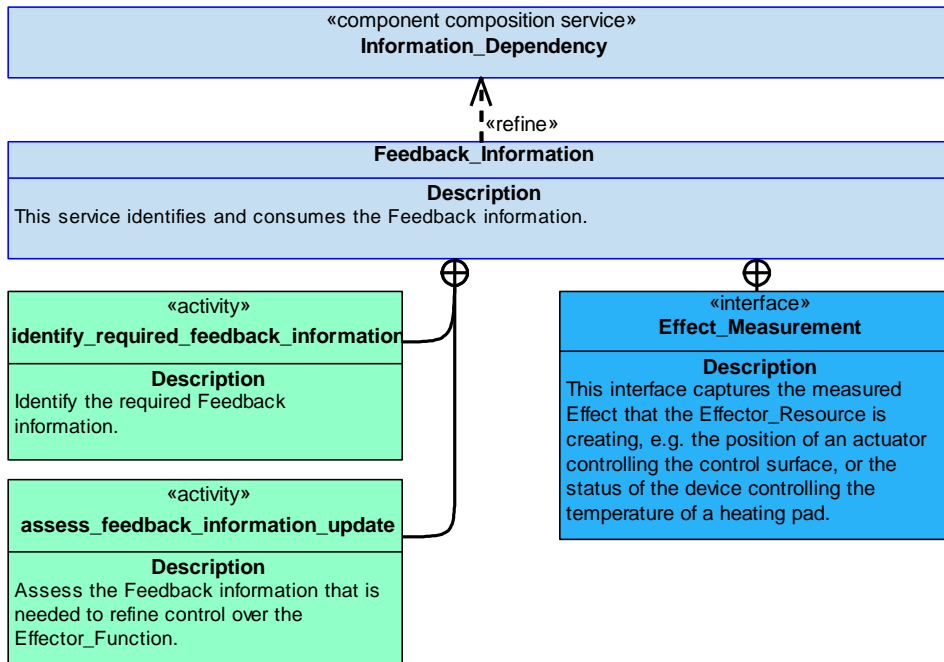 «component composition service»
Information_Dependency
«refine»
Feedback_Information
Description
This service identifies and consumes the Feedback information.
«activity»
identify_required_feedback_information
Description
Identify the required Feedback
information.
«activity»
assess_feedback_information_update
Description
Assess the Feedback information that is
needed to refine control over the
Effector_Function.
«interface»
Effect_Measurement
Description
This interface captures the measured
Effect that the Effector_Resource is
creating, e.g. the position of an actuator
controlling the control surface, or the
status of the device controlling the
temperature of a heating pad.